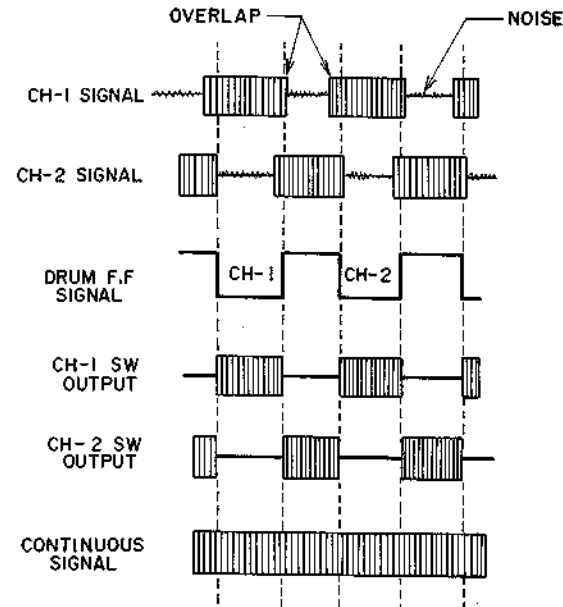 OVERLAP
NOISE
CH-1 SIGNAL
CH-2 SIGNAL
DRUM F.F
SIGNAL
CH-1
CH-2
CH-1 SW
OUTPUT
CH-2 SW
OUTPUT
CONTINUOUS
SIGNAL